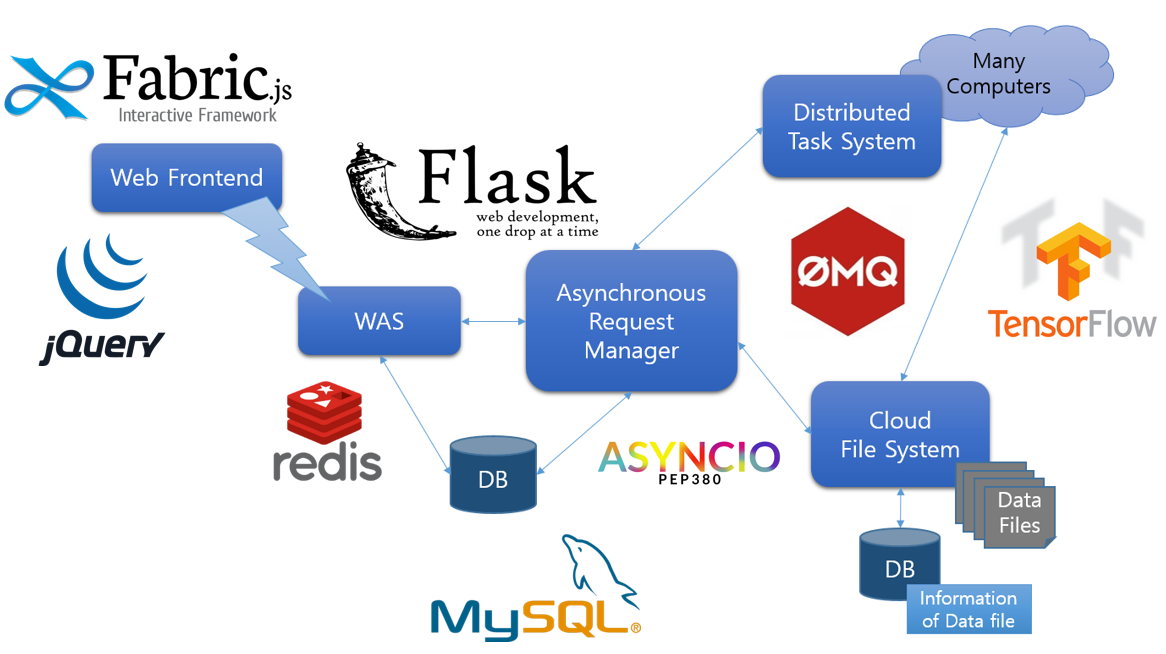 Fabric.js
Interactive Framework
Many
Computers
Distributed
Task System
Web Frontend
Flask
web development,
one drop at a time
jQuery
WAS
Asynchronous
Request
Manager
ØMQ
TF
TensorFlow
redis
DB
ASYNCIO
PEP380
Cloud
File System
Data
Files
DB
Information
of Data file
MySQL®